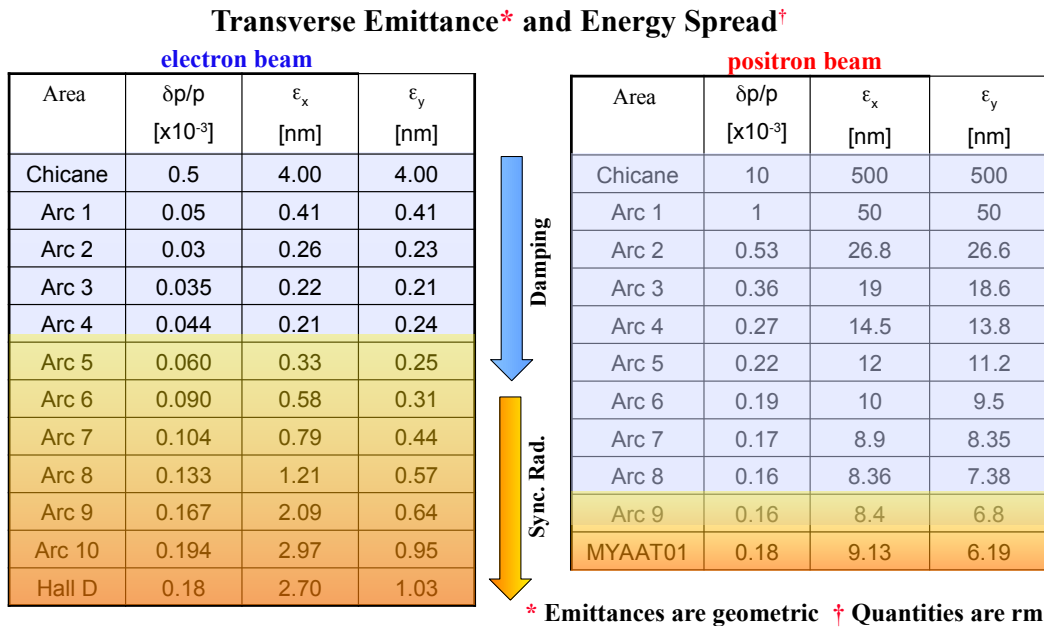 Transverse Emittance* and Energy Spread†
electron beam
Area δp/p εx εy
[x10-3] [nm] [nm]
Chicane 0.5 4.00 4.00
Arc 1 0.05 0.41 0.41
Arc 2 0.03 0.26 0.23
Arc 3 0.035 0.22 0.21
Arc 4 0.044 0.21 0.24
Arc 5 0.060 0.33 0.25
Arc 6 0.090 0.58 0.31
Arc 7 0.104 0.79 0.44
Arc 8 0.133 1.21 0.57
Arc 9 0.167 2.09 0.64
Arc 10 0.194 2.97 0.95
Hall D 0.18 2.70 1.03
Damping
Sync. Rad.
positron beam
Area δp/p εx εy
[x10-3] [nm] [nm]
Chicane 10 500 500
Arc 1 1 50 50
Arc 2 0.53 26.8 26.6
Arc 3 0.36 19 18.6
Arc 4 0.27 14.5 13.8
Arc 5 0.22 12 11.2
Arc 6 0.19 10 9.5
Arc 7 0.17 8.9 8.35
Arc 8 0.16 8.36 7.38
Arc 9 0.16 8.4 6.8
MYAAT01 0.18 9.13 6.19
* Emittances are geometric † Quantities are rm